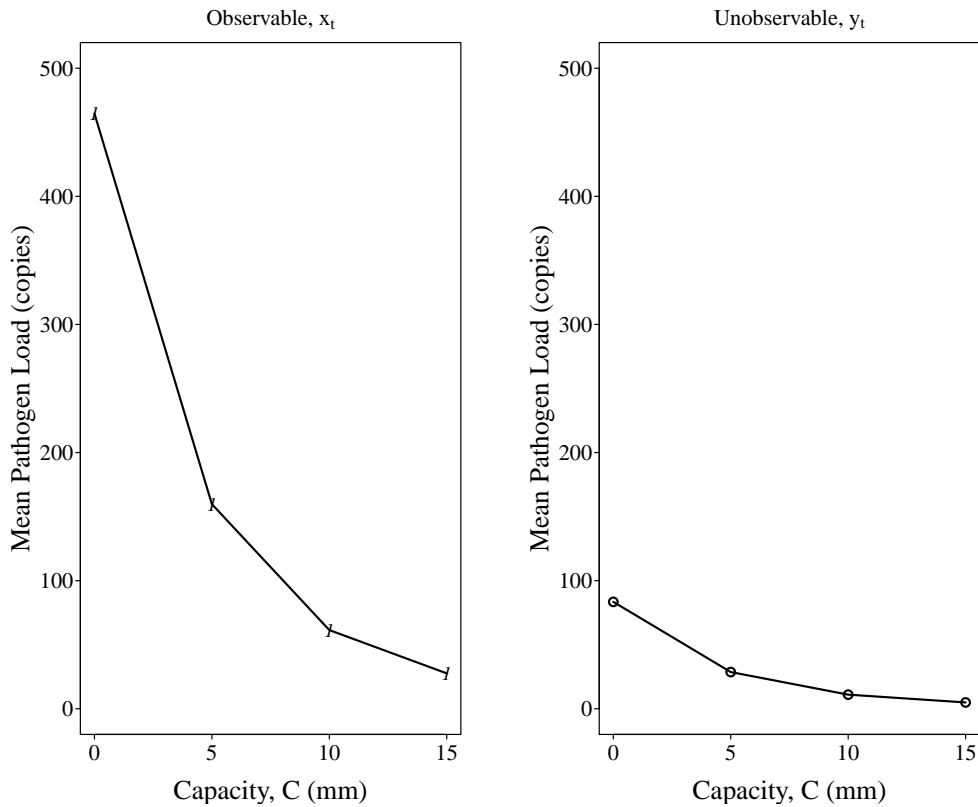 Observable, xₜ
Mean Pathogen Load (copies)
500
400
300
200
100
0
l
l
l
l
0 5 10 15
Capacity, C (mm)
Unobservable, yₜ
Mean Pathogen Load (copies)
500
400
300
200
100
0
0 5 10 15
Capacity, C (mm)